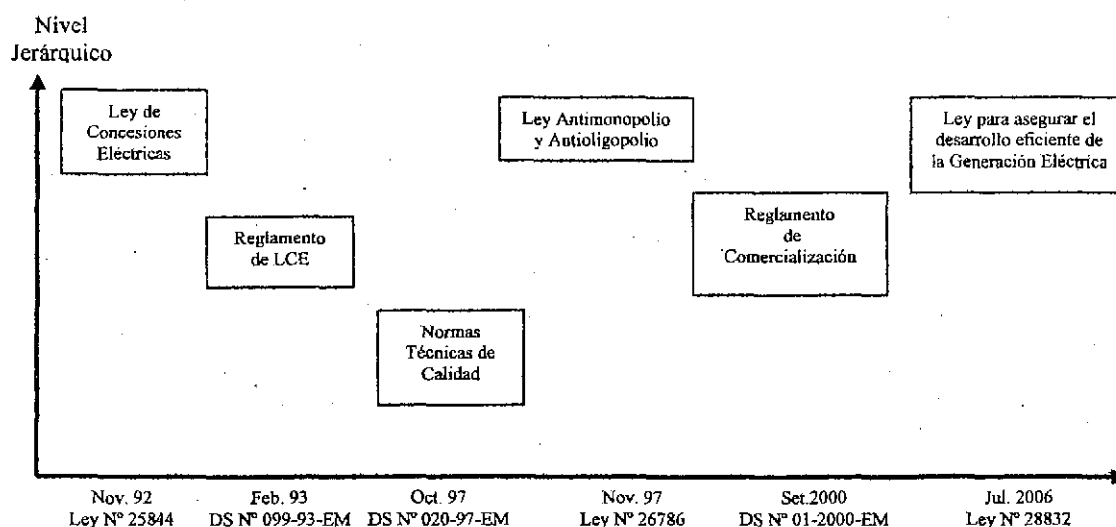 Nivel
Jerárquico
Ley de
Concesiones
Eléctricas
Reglamento
de LCE
Normas
Técnicas de
Calidad
Ley Antimonopolio
y Antioligopolio
Reglamento
de
Comercialización
Ley para asegurar el
desarrollo eficiente de
la Generación Eléctrica
Nov. 92
Ley Nº 25844
Feb. 93
DS Nº 099-93-EM
Oct. 97
DS Nº 020-97-EM
Nov. 97
Ley Nº 26786
Set.2000
DS Nº 01-2000-EM
Jul. 2006
Ley Nº 28832